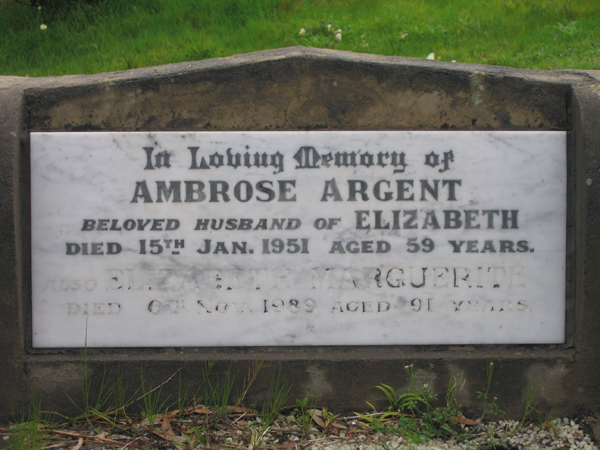 In Loving Memory of
AMBROSE ARGENT
BELOVED HUSBAND OF ELIZABETH
DIED 15TH JAN. 1951 AGED 59 YEARS.
ALSO ELIZABETH MARGUERITE
DIED 6TH NOV. 1989 AGED 91 YEARS.